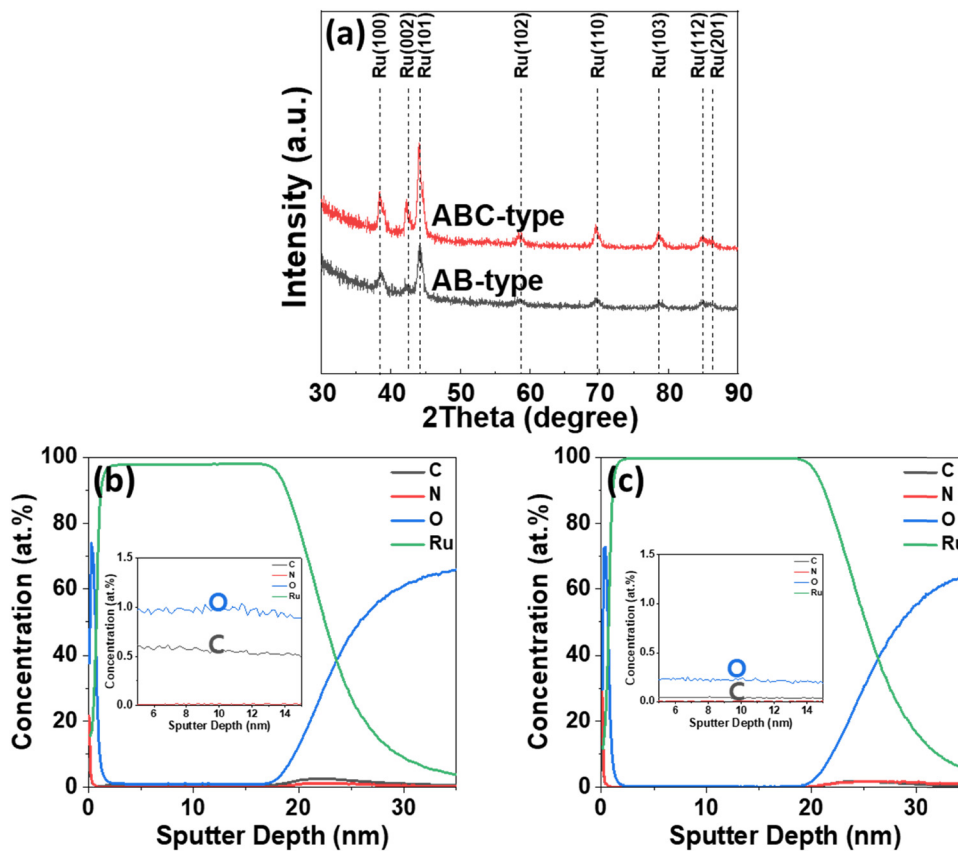 (a)
Ru(100)
Ru(002)
Ru(101)
Ru(102)
Ru(110)
Ru(103)
Ru(112)
Ru(201)
Intensity (a.u.)
ABC-type
AB-type
30 40 50 60 70 80 90
2Theta (degree)
(b)
Concentration (at.%)
100
80
60
40
20
0
C
N
O
Ru
Concentration (at.%)
1.5
1.0
0.5
0.0
C
N
O
Ru
O
C
6 8 10 12 14
Sputter Depth (nm)
0 10 20 30
Sputter Depth (nm)
(c)
Concentration (at.%)
100
80
60
40
20
0
C
N
O
Ru
Concentration (at.%)
1.5
1.0
0.5
0.0
C
N
O
Ru
O
C
6 8 10 12 14
Sputter Depth (nm)
0 10 20 30
Sputter Depth (nm)